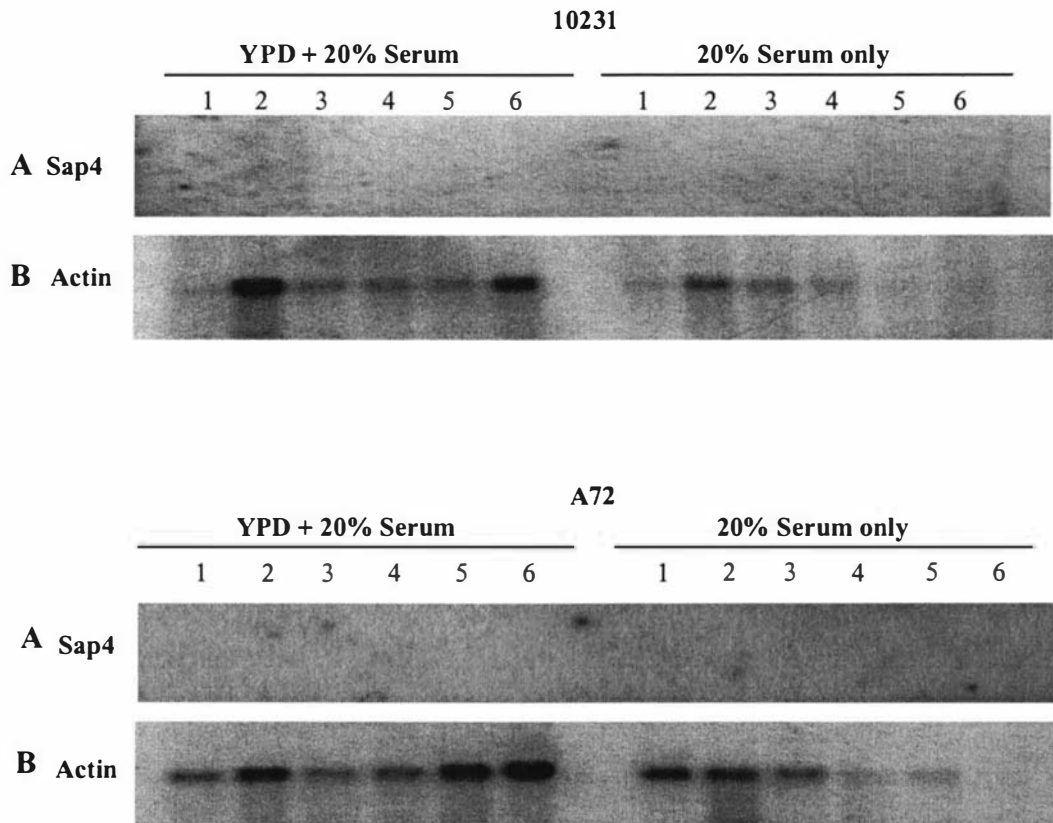 10231
YPD + 20% Serum 20% Serum only
1 2 3 4 5 6 1 2 3 4 5 6
A Sap4
B Actin
A72
YPD + 20% Serum 20% Serum only
1 2 3 4 5 6 1 2 3 4 5 6
A Sap4
B Actin